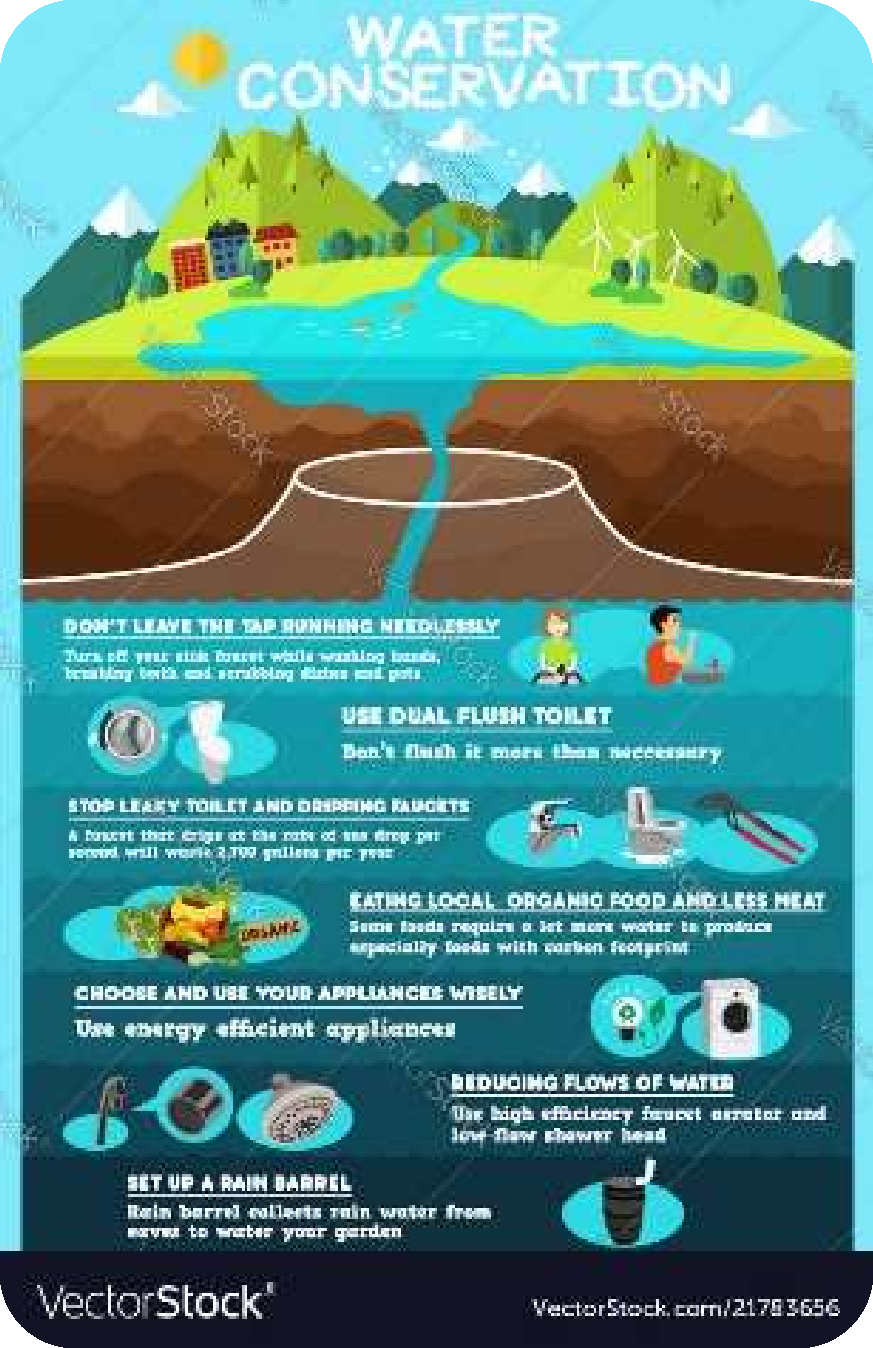 WATER
CONSERVATION
DON'T LEAVE THE TAP RUNNING NEEDLESSLY
Turn off your sink faucet while washing hands,
brushing teeth and scrubbing dishes and pots
USE DUAL FLUSH TOILET
Don't flush it more than neccessary
STOP LEAKY TOILET AND DRIPPING FAUCETS
A faucet that drips at the rate of one drop per
second will waste 2,700 gallons per year
EATING LOCAL ORGANIC FOOD AND LESS MEAT
Some foods require a lot more water to produce
especially foods with carbon footprint
ORGANIC
CHOOSE AND USE YOUR APPLIANCES WISELY
Use energy efficient appliances
REDUCING FLOWS OF WATER
Use high efficiency faucet aerator and
low flow shower head
SET UP A RAIN BARREL
Rain barrel collects rain water from
eaves to water your garden
VectorStock®
VectorStock.com/21783656